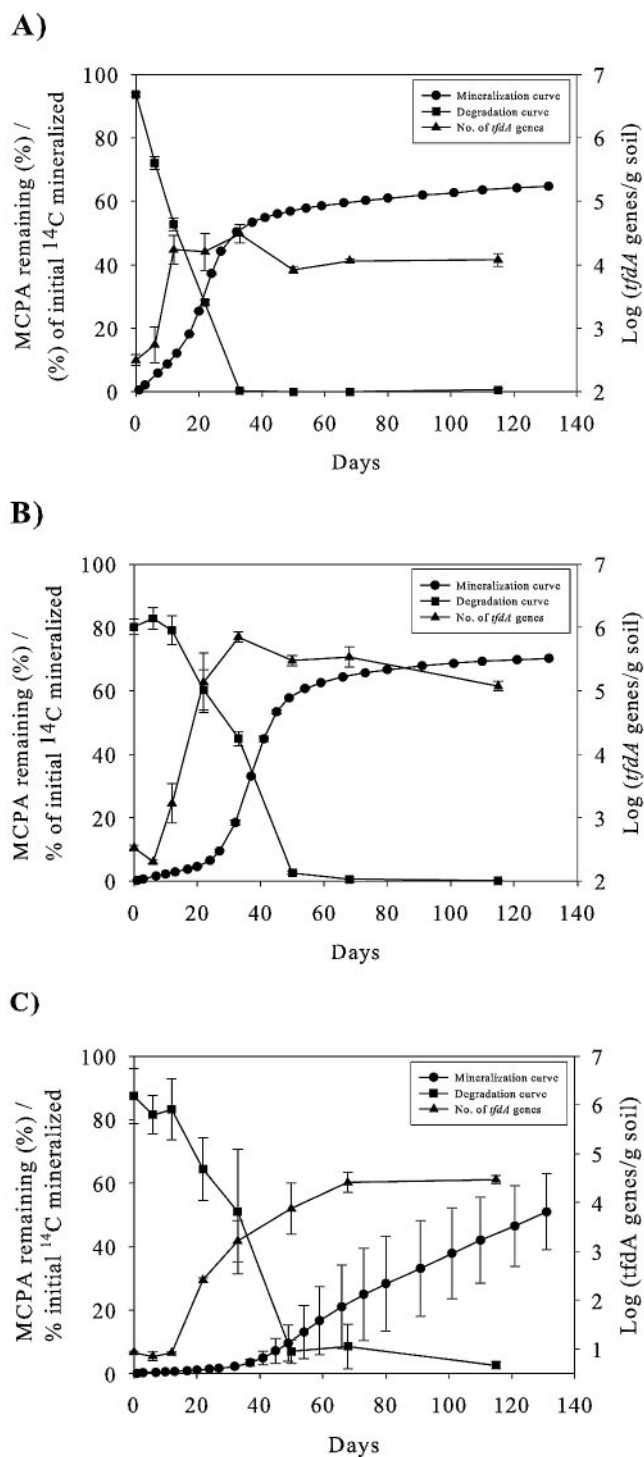 A)
100
80
60
40
20
0
MCPA remaining (%) /
(%) of initial ¹⁴C mineralized
7
6
5
4
3
2
Log (tfdA genes/g soil)
Mineralization curve
Degradation curve
No. of tfdA genes
0 20 40 60 80 100 120 140
Days
B)
100
80
60
40
20
0
MCPA remaining (%) /
% of initial ¹⁴C mineralized
7
6
5
4
3
2
Log (tfdA genes/g soil)
Mineralization curve
Degradation curve
No. of tfdA genes
0 20 40 60 80 100 120 140
Days
C)
100
80
60
40
20
0
MCPA remaining (%) /
% initial ¹⁴C mineralized
7
6
5
4
3
2
1
Log (tfdA genes/g soil)
Mineralization curve
Degradation curve
No. of tfdA genes
0 20 40 60 80 100 120 140
Days